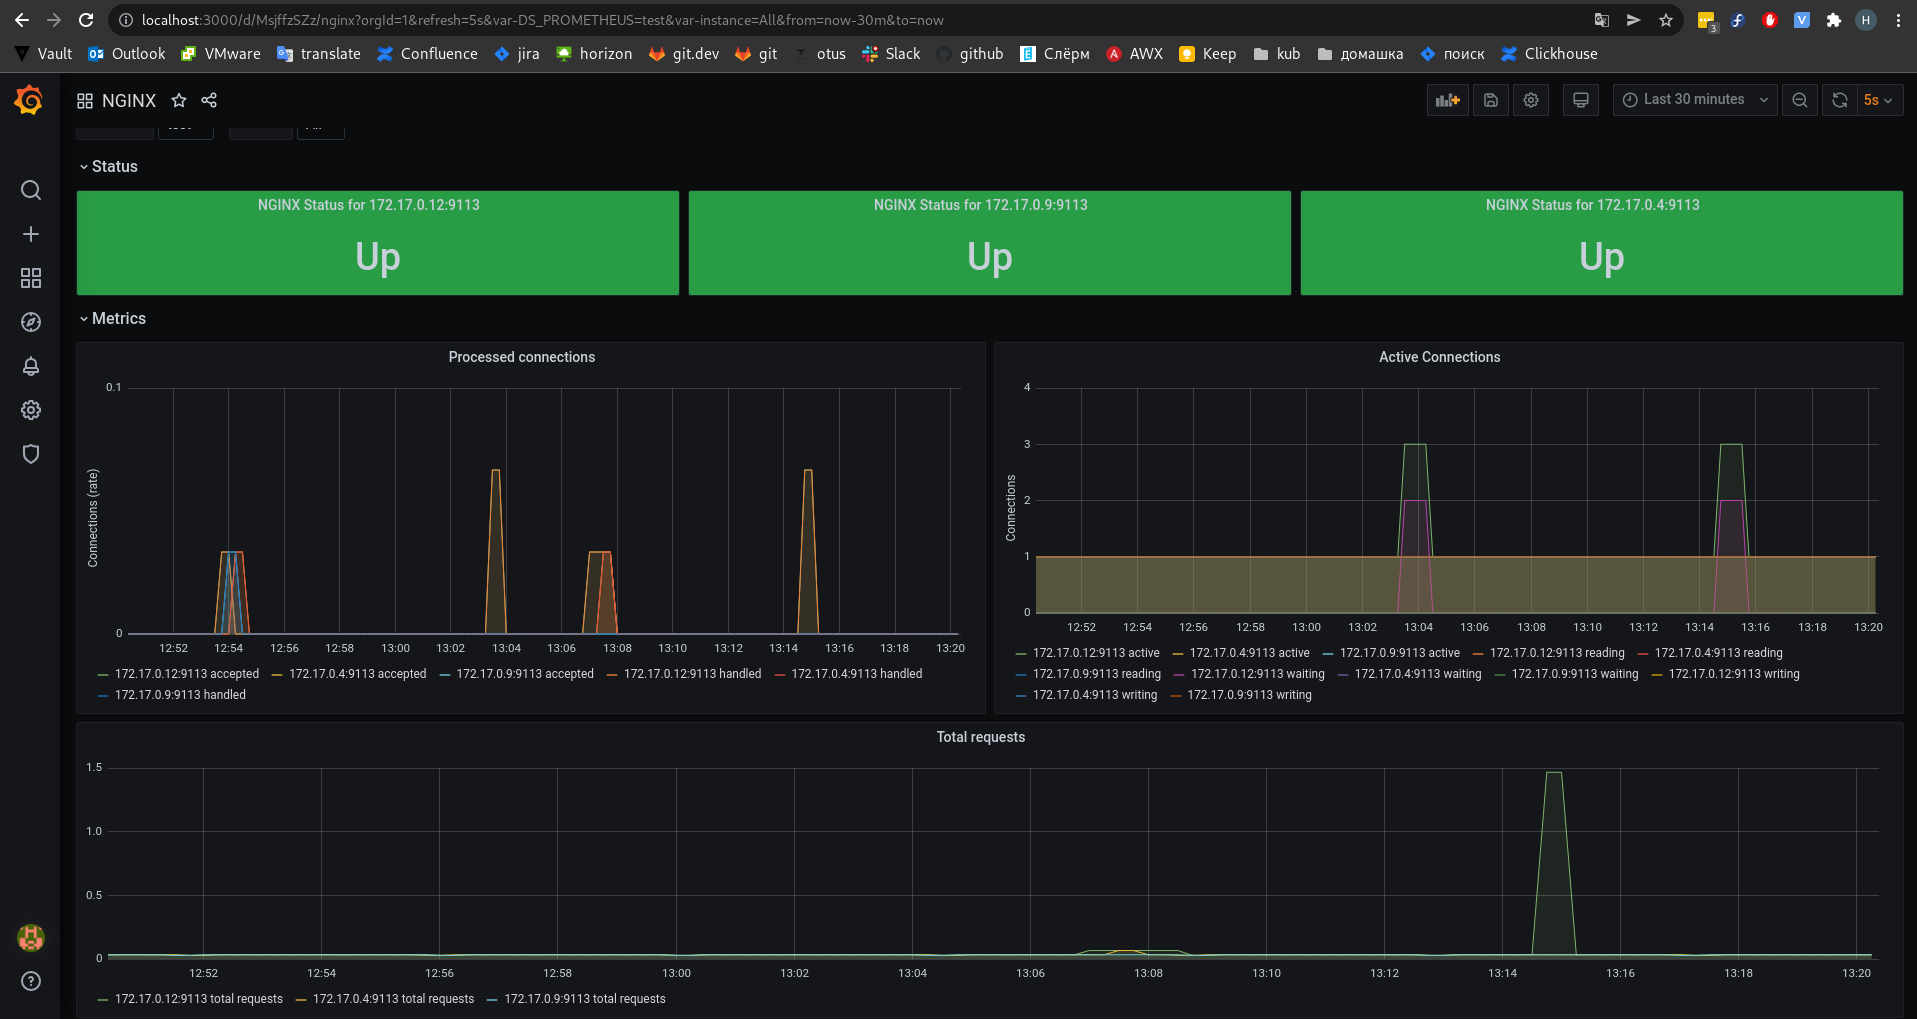 localhost:3000/d/MsjffzSZz/nginx?orgId=1&refresh=5s&var-DS_PROMETHEUS=test&var-instance=All&from=now-30m&to=now
3
H
Vault Outlook VMware translate Confluence jira horizon git.dev git otus Slack github Слёрм AWX Keep kub домашка поиск Clickhouse
NGINX
Last 30 minutes
5s
Status
NGINX Status for 172.17.0.12:9113
Up
NGINX Status for 172.17.0.9:9113
Up
NGINX Status for 172.17.0.4:9113
Up
Metrics
Processed connections
Connections (rate)
0.1
0
12:52 12:54 12:56 12:58 13:00 13:02 13:04 13:06 13:08 13:10 13:12 13:14 13:16 13:18 13:20
172.17.0.12:9113 accepted 172.17.0.4:9113 accepted 172.17.0.9:9113 accepted 172.17.0.12:9113 handled 172.17.0.4:9113 handled
172.17.0.9:9113 handled
Active Connections
Connections
4
3
2
1
0
12:52 12:54 12:56 12:58 13:00 13:02 13:04 13:06 13:08 13:10 13:12 13:14 13:16 13:18 13:20
172.17.0.12:9113 active 172.17.0.4:9113 active 172.17.0.9:9113 active 172.17.0.12:9113 reading 172.17.0.4:9113 reading
172.17.0.9:9113 reading 172.17.0.12:9113 waiting 172.17.0.4:9113 waiting 172.17.0.9:9113 waiting 172.17.0.12:9113 writing
172.17.0.4:9113 writing 172.17.0.9:9113 writing
Total requests
1.5
1.0
0.5
0
12:52 12:54 12:56 12:58 13:00 13:02 13:04 13:06 13:08 13:10 13:12 13:14 13:16 13:18 13:20
172.17.0.12:9113 total requests 172.17.0.4:9113 total requests 172.17.0.9:9113 total requests